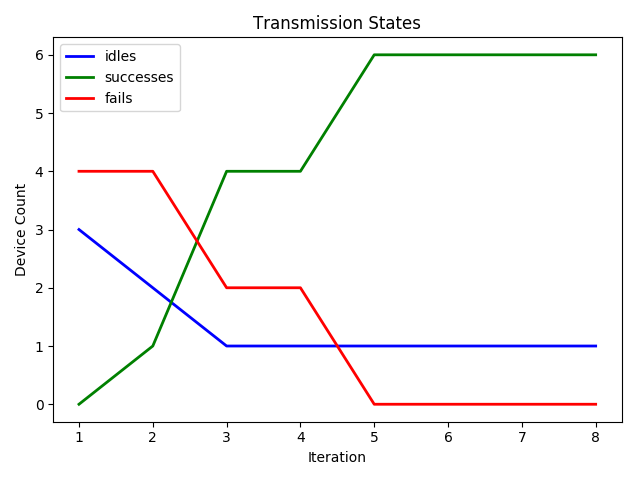 Transmission States
idles
successes
fails
Device Count
6
5
4
3
2
1
0
1 2 3 4 5 6 7 8
Iteration